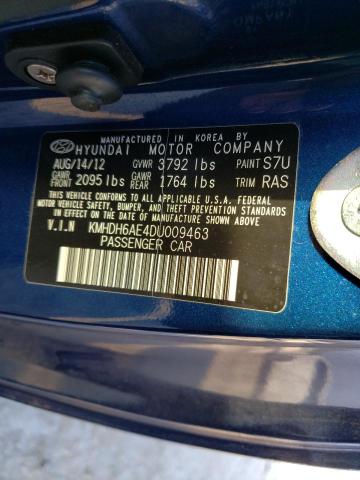 MANUFACTURED IN KOREA BY
HYUNDAI MOTOR COMPANY
AUG/14/12 GVWR 3792 lbs PAINT S7U
GAWR FRONT 2095 lbs GAWR REAR 1764 lbs TRIM RAS
THIS VEHICLE CONFORMS TO ALL APPLICABLE U.S.A. FEDERAL
MOTOR VEHICLE SAFETY, BUMPER, AND THEFT PREVENTION
STANDARDS IN EFFECT ON THE DATE OF MANUFACTURE
SHOWN ABOVE.
V.I.N KMHDH6AE4DU009463
PASSENGER CAR